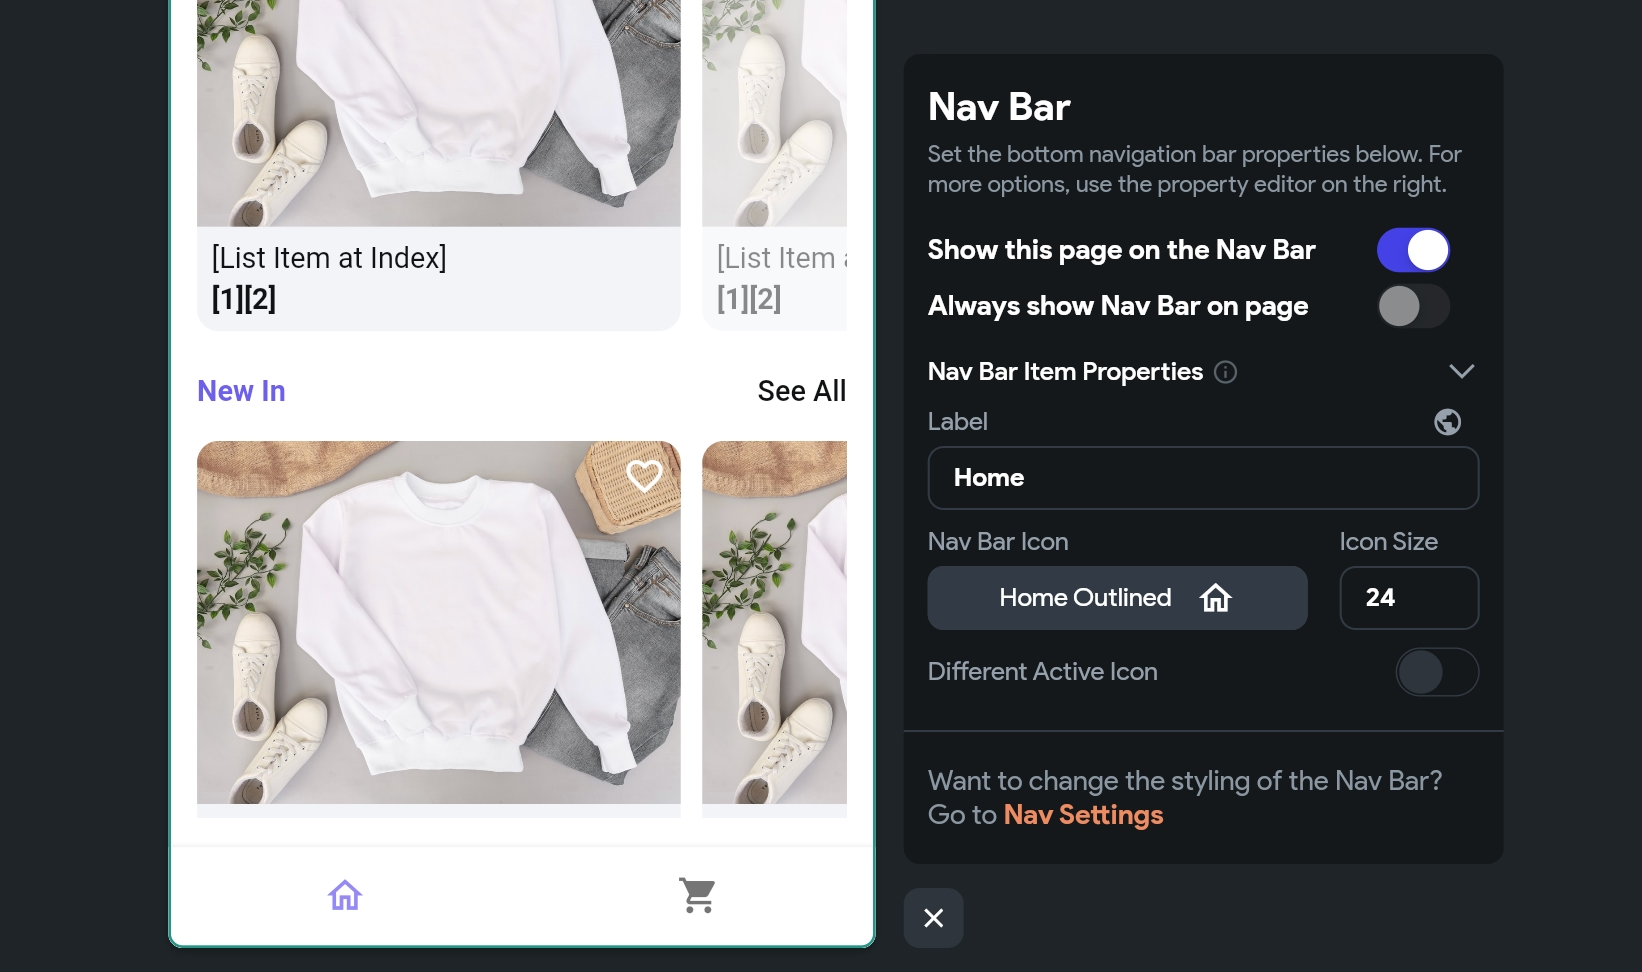 [List Item at Index]
[1][2]
[List Item
[1][2]
New In
See All
Nav Bar
Set the bottom navigation bar properties below. For
more options, use the property editor on the right.
Show this page on the Nav Bar
Always show Nav Bar on page
Nav Bar Item Properties
Label
Home
Nav Bar Icon
Icon Size
Home Outlined
24
Different Active Icon
Want to change the styling of the Nav Bar?
Go to Nav Settings